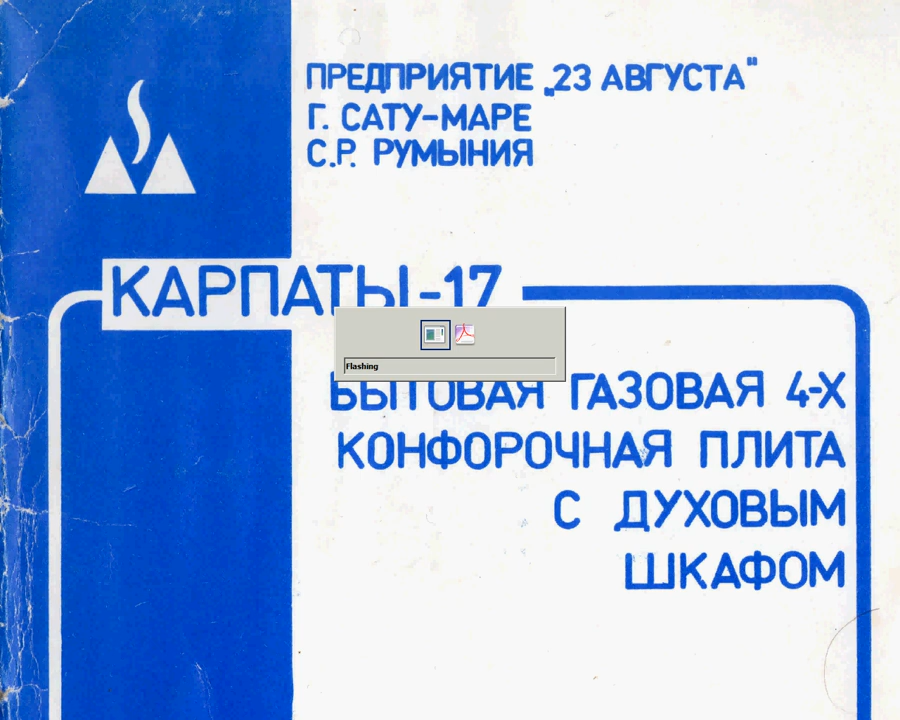 ПРЕДПРИЯТИЕ „23 АВГУСТА"
Г. САТУ-МАРЕ
С.Р. РУМЫНИЯ
КАРПАТЫ-17
Flashing
БЫТОВАЯ ГАЗОВАЯ 4-Х
КОНФОРОЧНАЯ ПЛИТА
С ДУХОВЫМ
ШКАФОМ